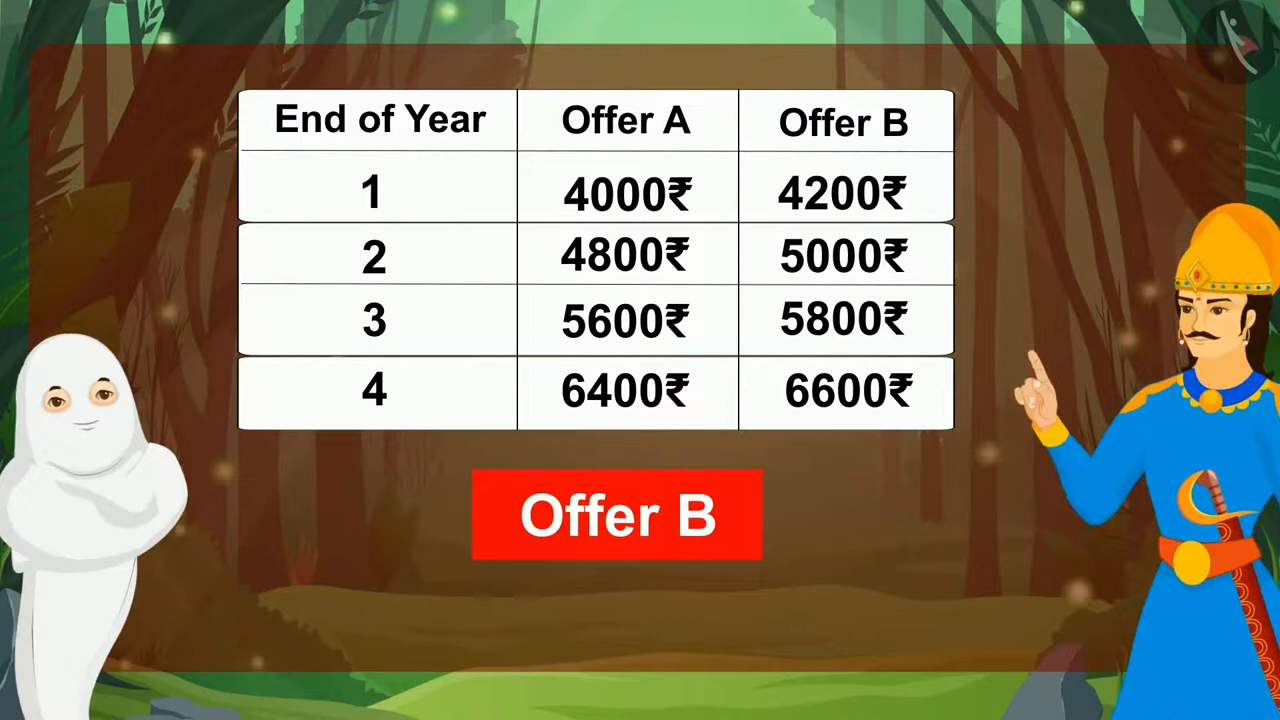 End of Year Offer A Offer B
1 4000₹ 4200₹
2 4800₹ 5000₹
3 5600₹ 5800₹
4 6400₹ 6600₹
Offer B